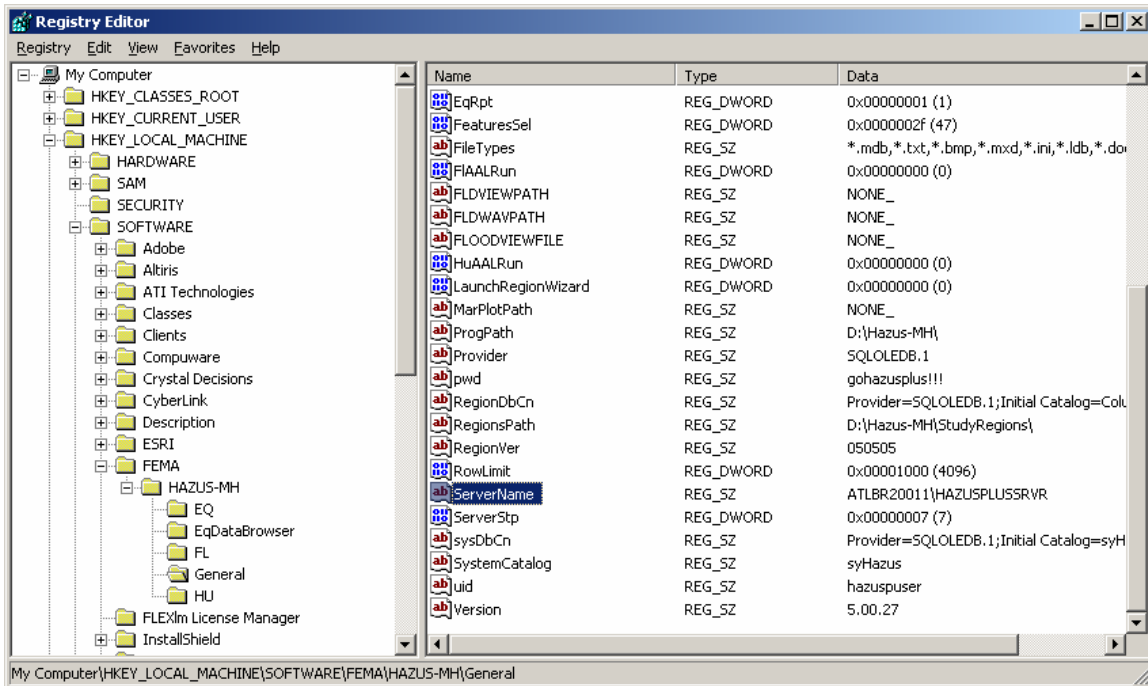 Registry Editor
Registry Edit View Favorites Help
My Computer
HKEY_CLASSES_ROOT
HKEY_CURRENT_USER
HKEY_LOCAL_MACHINE
HARDWARE
SAM
SECURITY
SOFTWARE
Adobe
Altiris
ATI Technologies
Classes
Clients
Compuware
Crystal Decisions
CyberLink
Description
ESRI
FEMA
HAZUS-MH
EQ
EqDataBrowser
FL
General
HU
FLEXlm License Manager
InstallShield
Name Type Data
EqRpt REG_DWORD 0x00000001 (1)
FeaturesSel REG_DWORD 0x0000002f (47)
FileTypes REG_SZ *.mdb,*.txt,*.bmp,*.mxd,*.ini,*.ldb,*.do
FlAALRun REG_DWORD 0x00000000 (0)
FLDVIEWPATH REG_SZ NONE_
FLDWAVPATH REG_SZ NONE_
FLOODVIEWFILE REG_SZ NONE_
HuAALRun REG_DWORD 0x00000000 (0)
LaunchRegionWizard REG_DWORD 0x00000000 (0)
MarPlotPath REG_SZ NONE_
ProgPath REG_SZ D:\Hazus-MH\
Provider REG_SZ SQLOLEDB.1
pwd REG_SZ gohazusplus!!!
RegionDbCn REG_SZ Provider=SQLOLEDB.1;Initial Catalog=Colu
RegionsPath REG_SZ D:\Hazus-MH\StudyRegions\
RegionVer REG_SZ 050505
RowLimit REG_DWORD 0x00001000 (4096)
ServerName REG_SZ ATLBR20011\HAZUSPLUSSRVR
ServerStp REG_DWORD 0x00000007 (7)
sysDbCn REG_SZ Provider=SQLOLEDB.1;Initial Catalog=syH
SystemCatalog REG_SZ syHazus
uid REG_SZ hazuspuser
Version REG_SZ 5.00.27
My Computer\HKEY_LOCAL_MACHINE\SOFTWARE\FEMA\HAZUS-MH\General